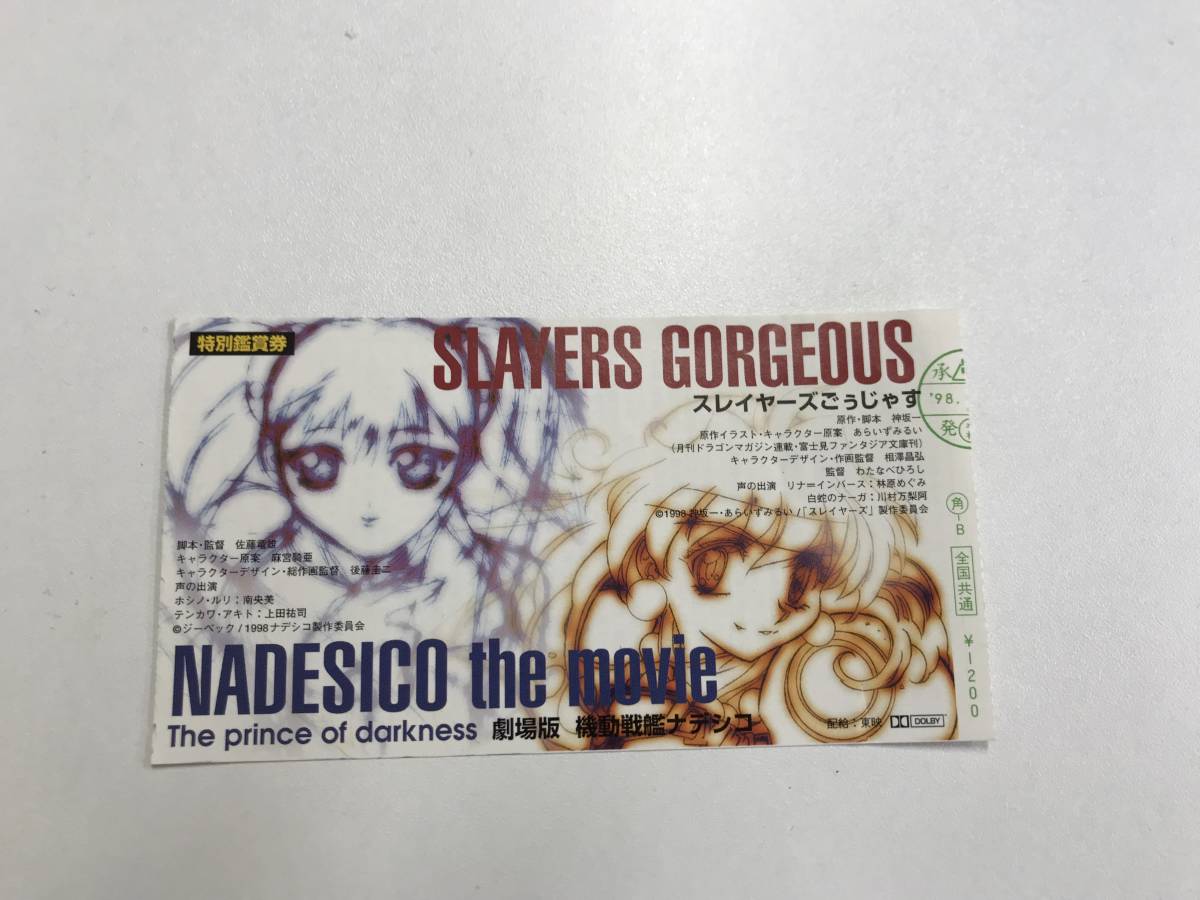 特別鑑賞券
SLAYERS GORGEOUS
スレイヤーズごぅじゃす
原作・脚本 神坂一
原作イラスト・キャラクター原案 あらいずみるい
(月刊ドラゴンマガジン連載・富士見ファンタジア文庫刊)
キャラクターデザイン・作画監督 相澤昌弘
監督 わたなべひろし
声の出演 リナ=インバース:林原めぐみ
白蛇のナーガ:川村万梨阿
©1998 神坂一・あらいずみるい/「スレイヤーズ」製作委員会
承
'98.
発
角-B
全国共通
¥1200
脚本・監督 佐藤竜雄
キャラクター原案 麻宮騎亜
キャラクターデザイン・総作画監督 後藤圭二
声の出演
ホシノ・ルリ:南央美
テンカワ・アキト:上田祐司
©ジーベック/1998ナデシコ製作委員会
NADESICO the movie
The prince of darkness 劇場版 機動戦艦ナデシコ
配給:東映 DOLBY